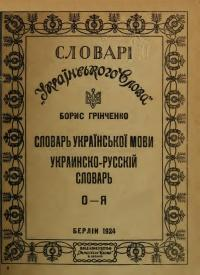 СЛОВАРІ
„Українського Слова"
БОРИС ГРІНЧЕНКО
СЛОВАРЬ УКРАЇНСЬКОЇ МОВИ
УКРАИНСКО-РУССКІЙ
СЛОВАРЬ
О—Я
БЕРЛІН 1924